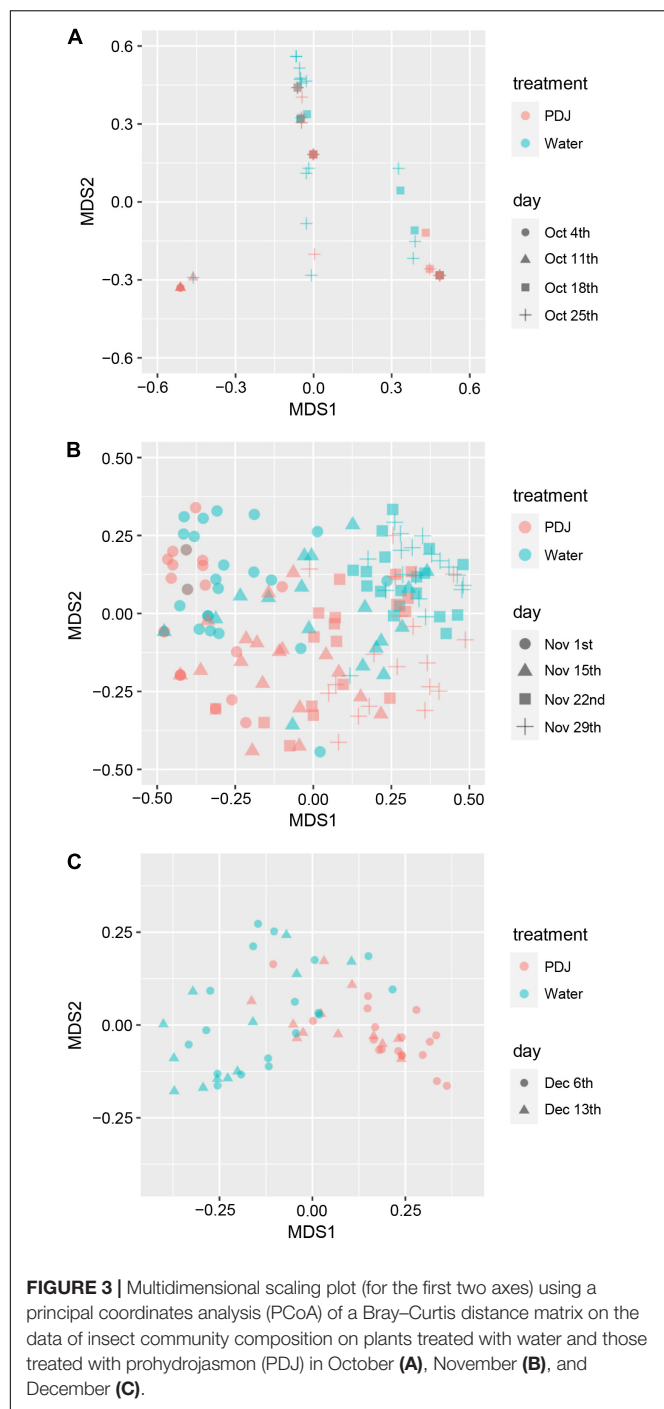 A
0.6
0.3
0.0
−0.3
−0.6
MDS2
−0.6
−0.3
0.0
0.3
0.6
MDS1
treatment
PDJ
Water
day
Oct 4th
Oct 11th
Oct 18th
Oct 25th
B
0.50
0.25
0.00
−0.25
−0.50
MDS2
−0.50
−0.25
0.00
0.25
0.50
MDS1
treatment
PDJ
Water
day
Nov 1st
Nov 15th
Nov 22nd
Nov 29th
C
0.25
0.00
−0.25
MDS2
−0.25
0.00
0.25
MDS1
treatment
PDJ
Water
day
Dec 6th
Dec 13th
FIGURE 3 | Multidimensional scaling plot (for the first two axes) using a
principal coordinates analysis (PCoA) of a Bray–Curtis distance matrix on the
data of insect community composition on plants treated with water and those
treated with prohydrojasmon (PDJ) in October (A), November (B), and
December (C).